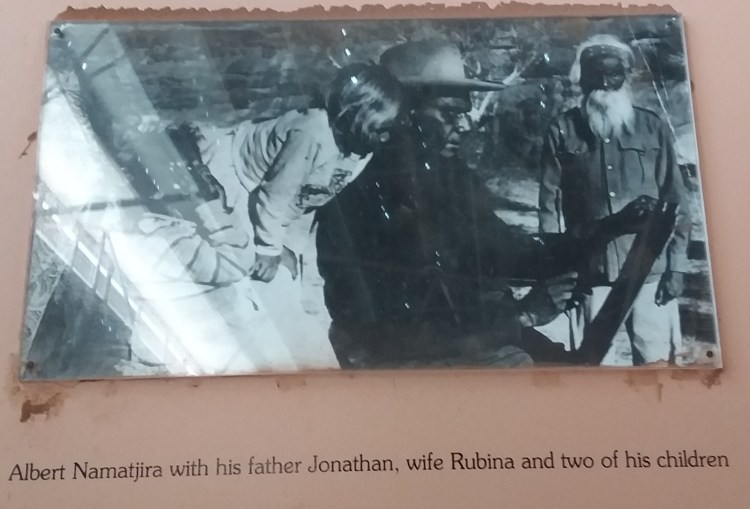 Albert Namatjira with his father Jonathan, wife Rubina and two of his children